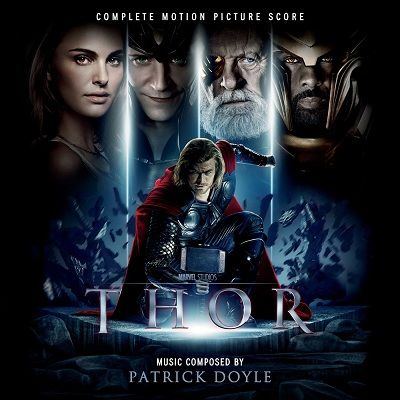 COMPLETE MOTION PICTURE SCORE
MARVEL STUDIOS
THOR
MUSIC COMPOSED BY
PATRICK DOYLE